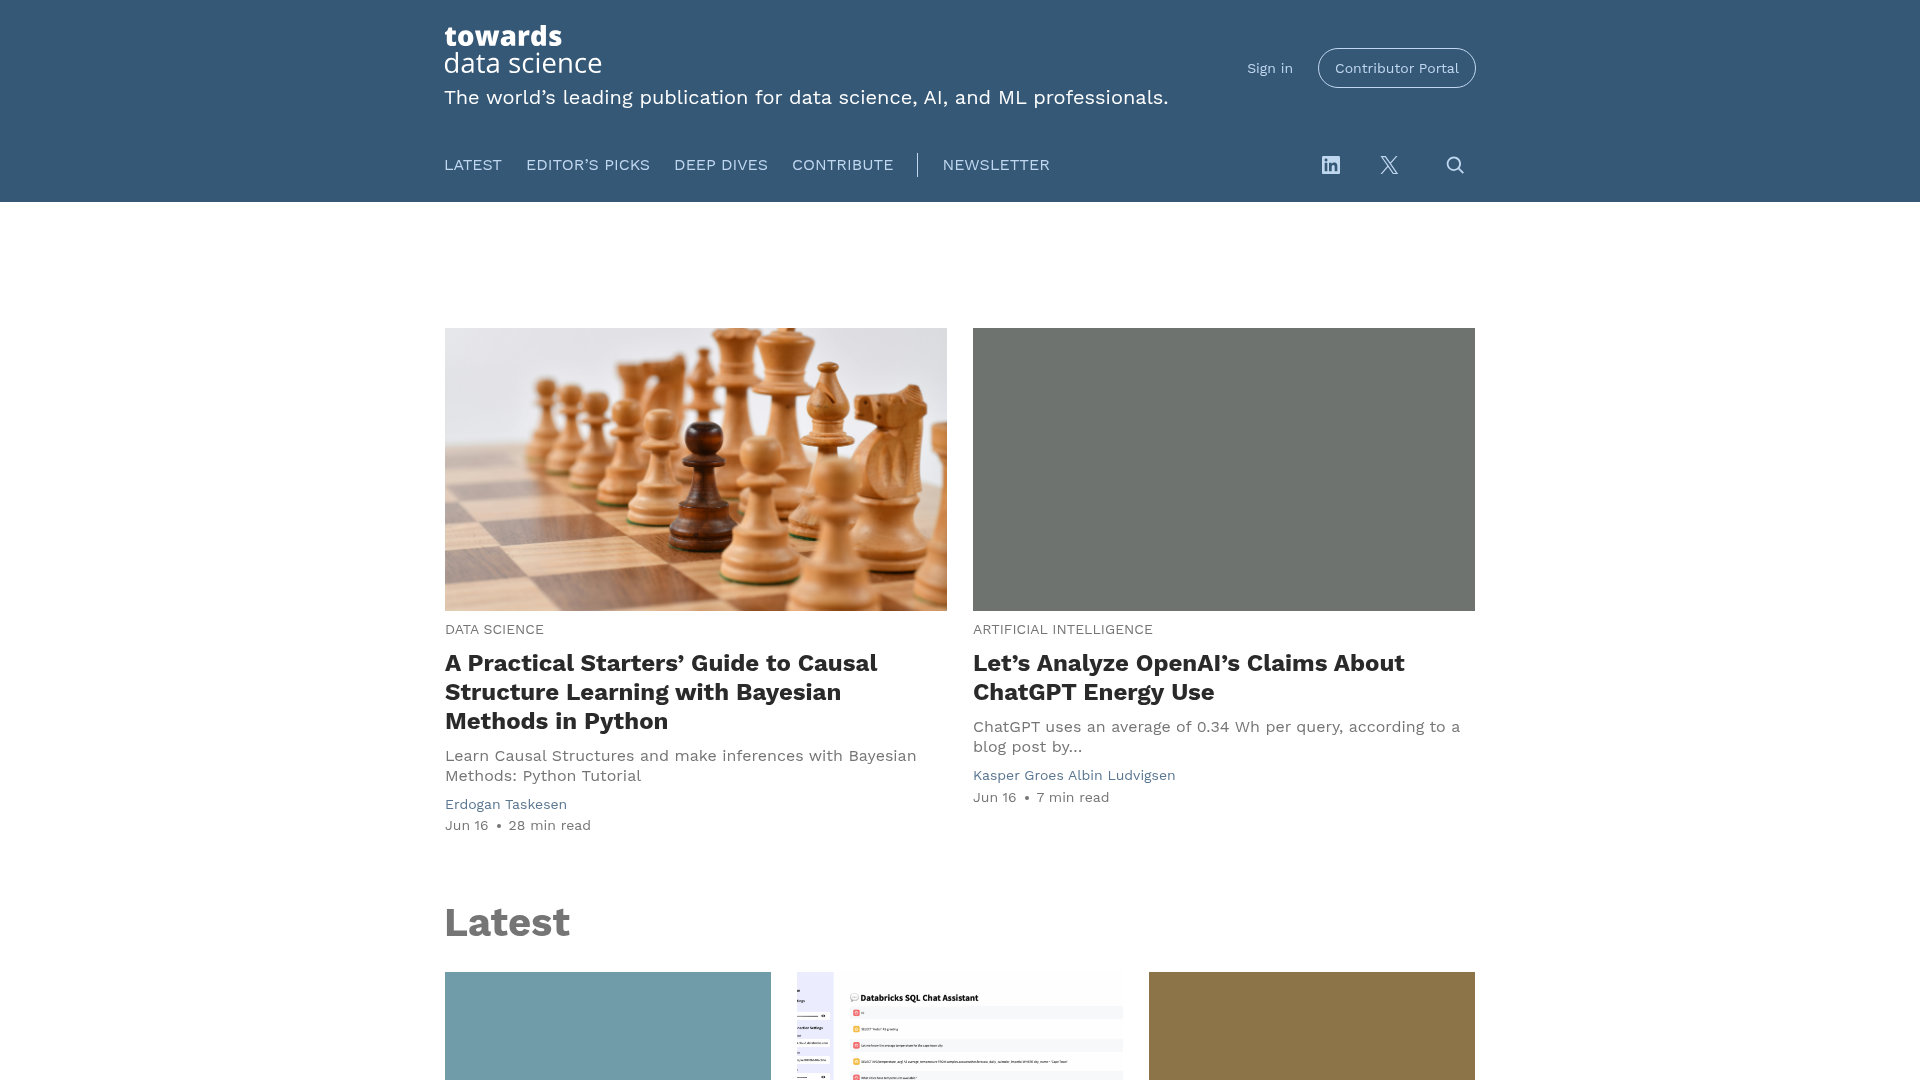 towards
data science
The world’s leading publication for data science, AI, and ML professionals.
Sign in
Contributor Portal
LATEST
EDITOR’S PICKS
DEEP DIVES
CONTRIBUTE
NEWSLETTER
DATA SCIENCE
A Practical Starters’ Guide to Causal
Structure Learning with Bayesian
Methods in Python
Learn Causal Structures and make inferences with Bayesian
Methods: Python Tutorial
Erdogan Taskesen
Jun 16 • 28 min read
ARTIFICIAL INTELLIGENCE
Let’s Analyze OpenAI’s Claims About
ChatGPT Energy Use
ChatGPT uses an average of 0.34 Wh per query, according to a
blog post by…
Kasper Groes Albin Ludvigsen
Jun 16 • 7 min read
Latest
Databricks SQL Chat Assistant